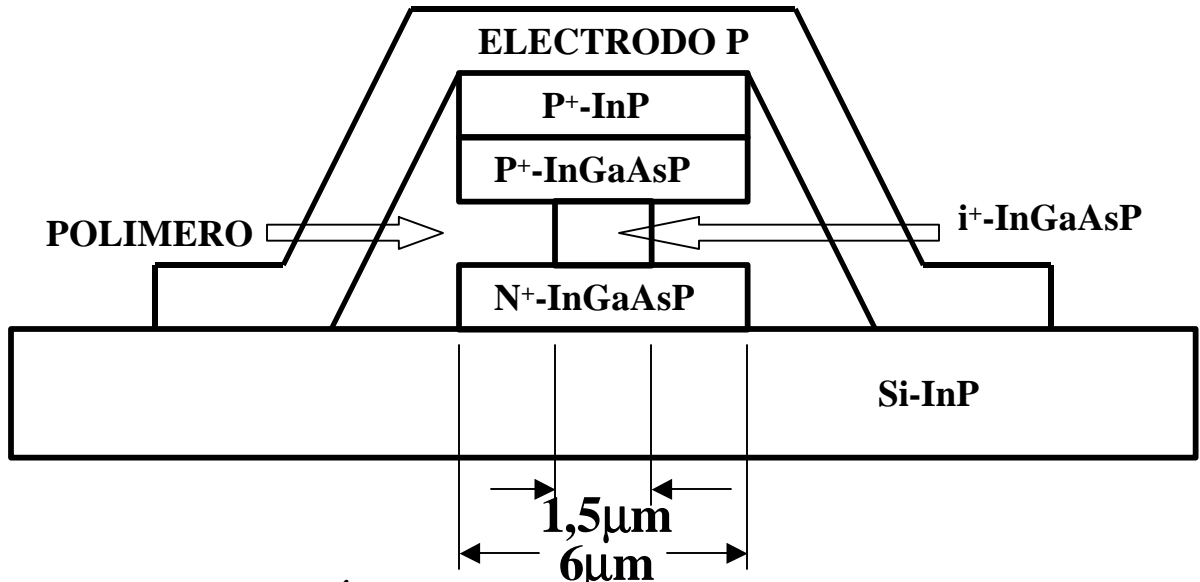 ELECTRODO P
P⁺-InP
P⁺-InGaAsP
POLIMERO
i⁺-InGaAsP
N⁺-InGaAsP
Si-InP
1,5μm
6μm